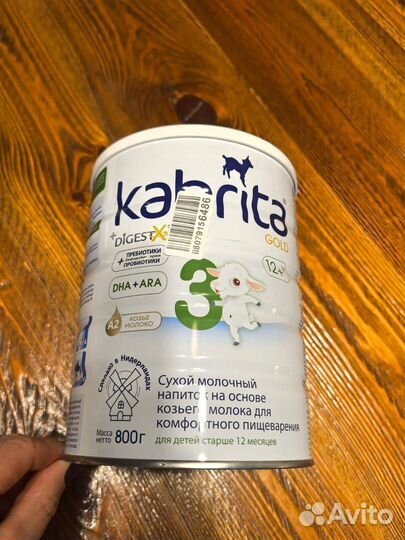 kabrita
GOLD
+DIGESTX
ПРЕБИОТИКИ
ПРОБИОТИКИ
12+
DHA + ARA
3
A2 КОЗЬЕ
МОЛОКО
Сделано в Нидерландах
Сухой молочный
напиток на основе
козьего молока для
комфортного пищеварения
для детей старше 12 месяцев
Масса
нетто 800г
Avito